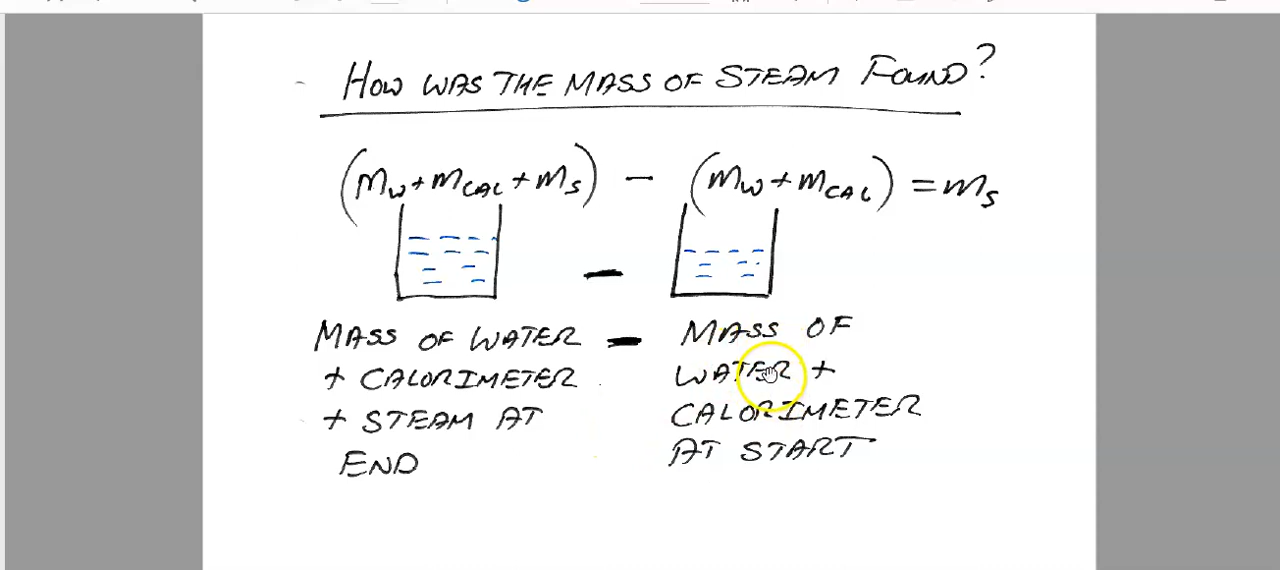 HOW WAS THE MASS OF STEAM FOUND?
(mW + mCAL + mS) - (mW + mCAL) = mS
-
MASS OF WATER - MASS OF
+ CALORIMETER WATER +
+ STEAM AT CALORIMETER
END AT START